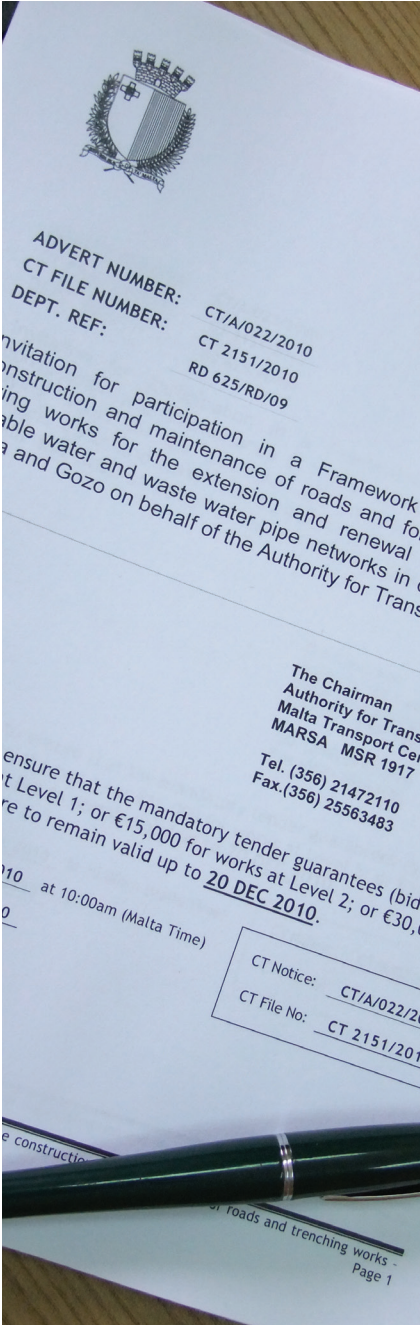 ADVERT NUMBER: CT/A/022/2010
CT FILE NUMBER: CT 2151/2010
DEPT. REF: RD 625/RD/09
nvitation for participation in a Framework
onstruction and maintenance of roads and fo
ing works for the extension and renewal
able water and waste water pipe networks in
a and Gozo on behalf of the Authority for Trans
The Chairman
Authority for Trans
Malta Transport Cen
MARSA MSR 1917
Tel. (356) 21472110
Fax.(356) 25563483
ensure that the mandatory tender guarantees (bid
t Level 1; or €15,000 for works at Level 2; or €30,
re to remain valid up to 20 DEC 2010.
010 at 10:00am (Malta Time)
0
CT Notice: CT/A/022/20
CT File No: CT 2151/201
e construction
or roads and trenching works -
Page 1